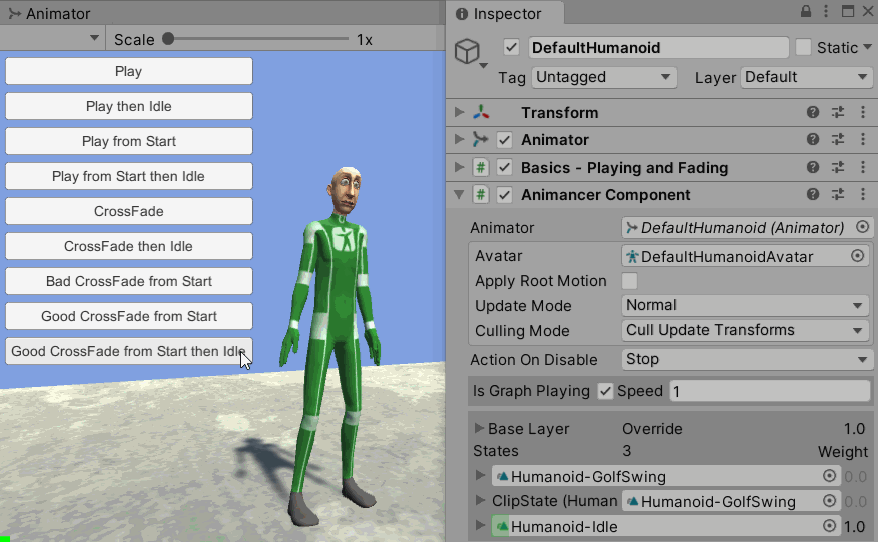 Animator
Scale 1x
Play
Play then Idle
Play from Start
Play from Start then Idle
CrossFade
CrossFade then Idle
Bad CrossFade from Start
Good CrossFade from Start
Good CrossFade from Start then Idle
Inspector
DefaultHumanoid Static
Tag Untagged Layer Default
Transform
Animator
# Basics - Playing and Fading
# Animancer Component
Animator DefaultHumanoid (Animator)
Avatar DefaultHumanoidAvatar
Apply Root Motion
Update Mode Normal
Culling Mode Cull Update Transforms
Action On Disable Stop
Is Graph Playing Speed 1
Base Layer Override 1.0
States 3 Weight
Humanoid-GolfSwing 0.0
ClipState (Human Humanoid-GolfSwing 0.0
Humanoid-Idle 1.0